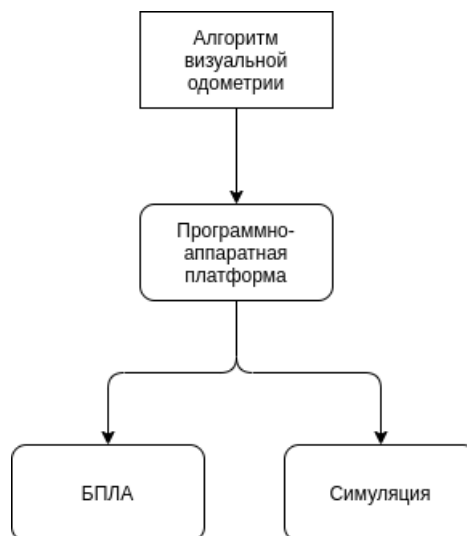 Алгоритм
визуальной
одометрии
Программно-
аппаратная
платформа
БПЛА
Симуляция